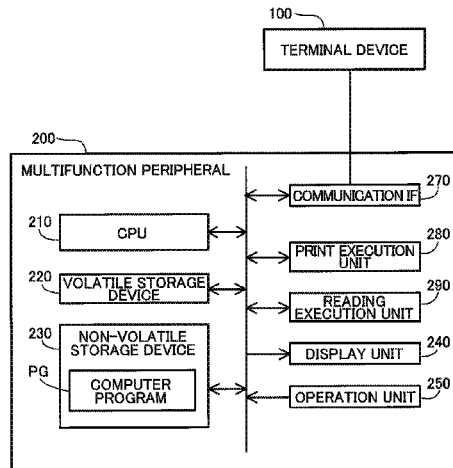 100
TERMINAL DEVICE
200
MULTIFUNCTION PERIPHERAL
270
COMMUNICATION IF
210
CPU
280
PRINT EXECUTION
UNIT
220
VOLATILE STORAGE
DEVICE
290
READING
EXECUTION UNIT
230
NON-VOLATILE
STORAGE DEVICE
240
DISPLAY UNIT
PG
COMPUTER
PROGRAM
250
OPERATION UNIT